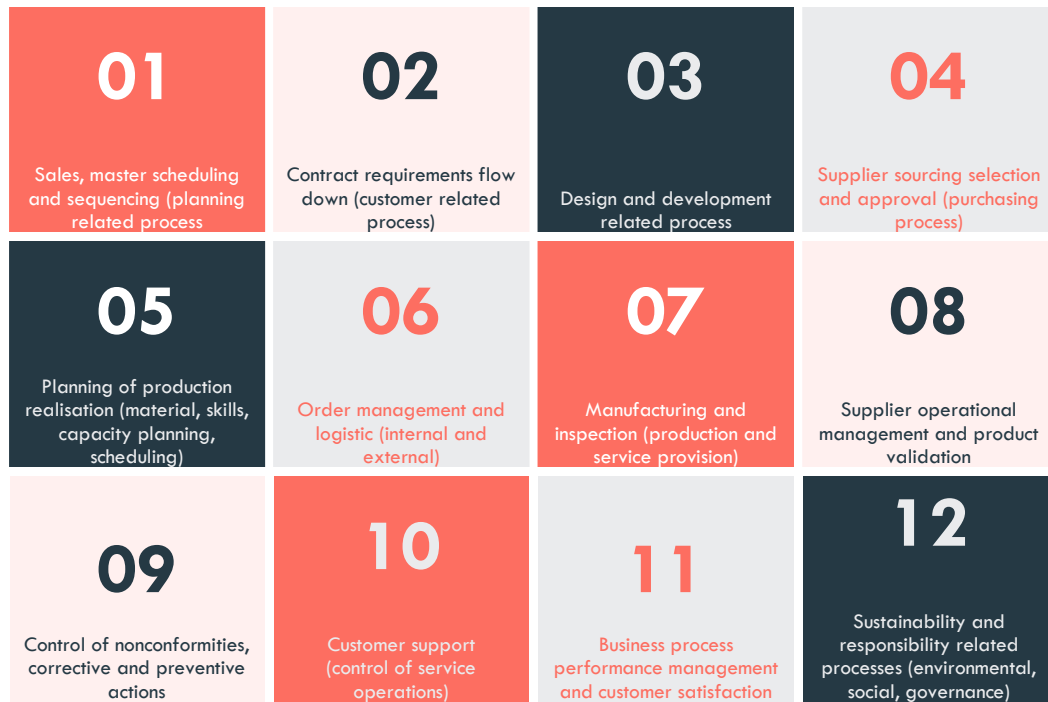 01
Sales, master scheduling
and sequencing (planning
related process
02
Contract requirements flow
down (customer related
process)
03
Design and development
related process
04
Supplier sourcing selection
and approval (purchasing
process)
05
Planning of production
realisation (material, skills,
capacity planning,
scheduling)
06
Order management and
logistic (internal and
external)
07
Manufacturing and
inspection (production and
service provision)
08
Supplier operational
management and product
validation
09
Control of nonconformities,
corrective and preventive
actions
10
Customer support
(control of service
operations)
11
Business process
performance management
and customer satisfaction
12
Sustainability and
responsibility related
processes (environmental,
social, governance)